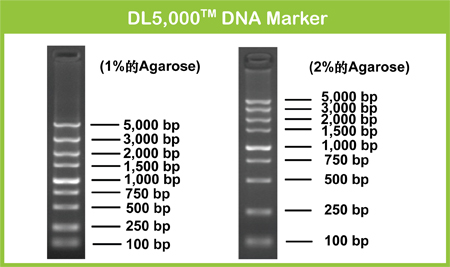 DL5,000™ DNA Marker
(1%的Agarose)
5,000 bp
3,000 bp
2,000 bp
1,500 bp
1,000 bp
750 bp
500 bp
250 bp
100 bp
(2%的Agarose)
5,000 bp
3,000 bp
2,000 bp
1,500 bp
1,000 bp
750 bp
500 bp
250 bp
100 bp